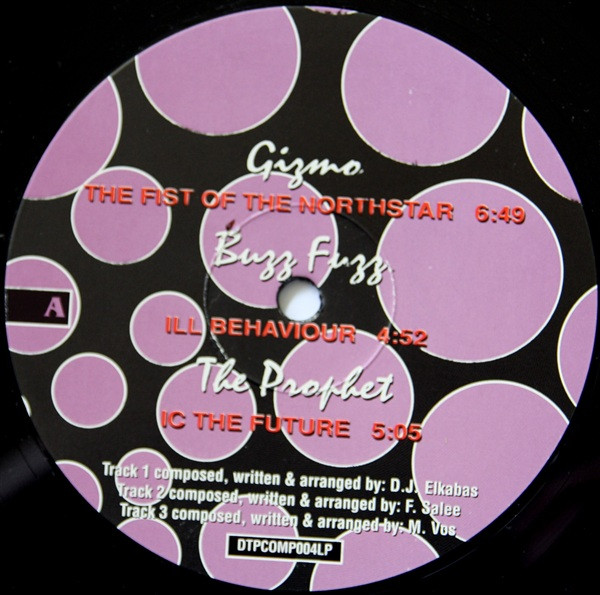 Gizmo
THE FIST OF THE NORTHSTAR 6:49
Buzz Fuzz
A
ILL BEHAVIOUR 4:52
The Prophet
IC THE FUTURE 5:05
Track 1 composed, written & arranged by: D.J. Elkabas
Track 2 composed, written & arranged by: F. Salee
Track 3 composed, written & arranged by: M. Vos
DTPCOMP004LP